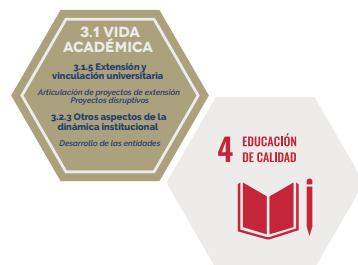 3.1 VIDA
ACADÉMICA
3.1.5 Extensión y
vinculación universitaria
Articulación de proyectos de extensión
Proyectos disruptivos
3.2.3 Otros aspectos de la
dinámica institucional
Desarrollo de las entidades
4 EDUCACIÓN
DE CALIDAD